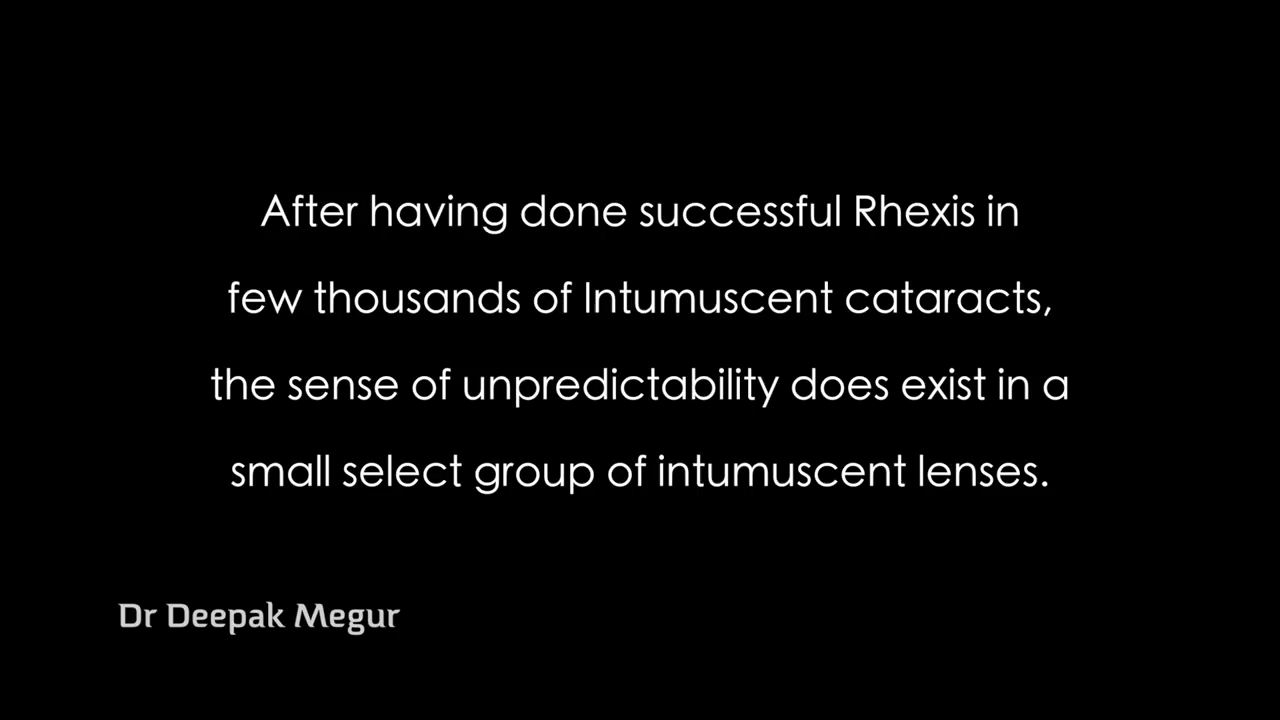 After having done successful Rhexis in
few thousands of Intumuscent cataracts,
the sense of unpredictability does exist in a
small select group of intumuscent lenses.
Dr Deepak Megur